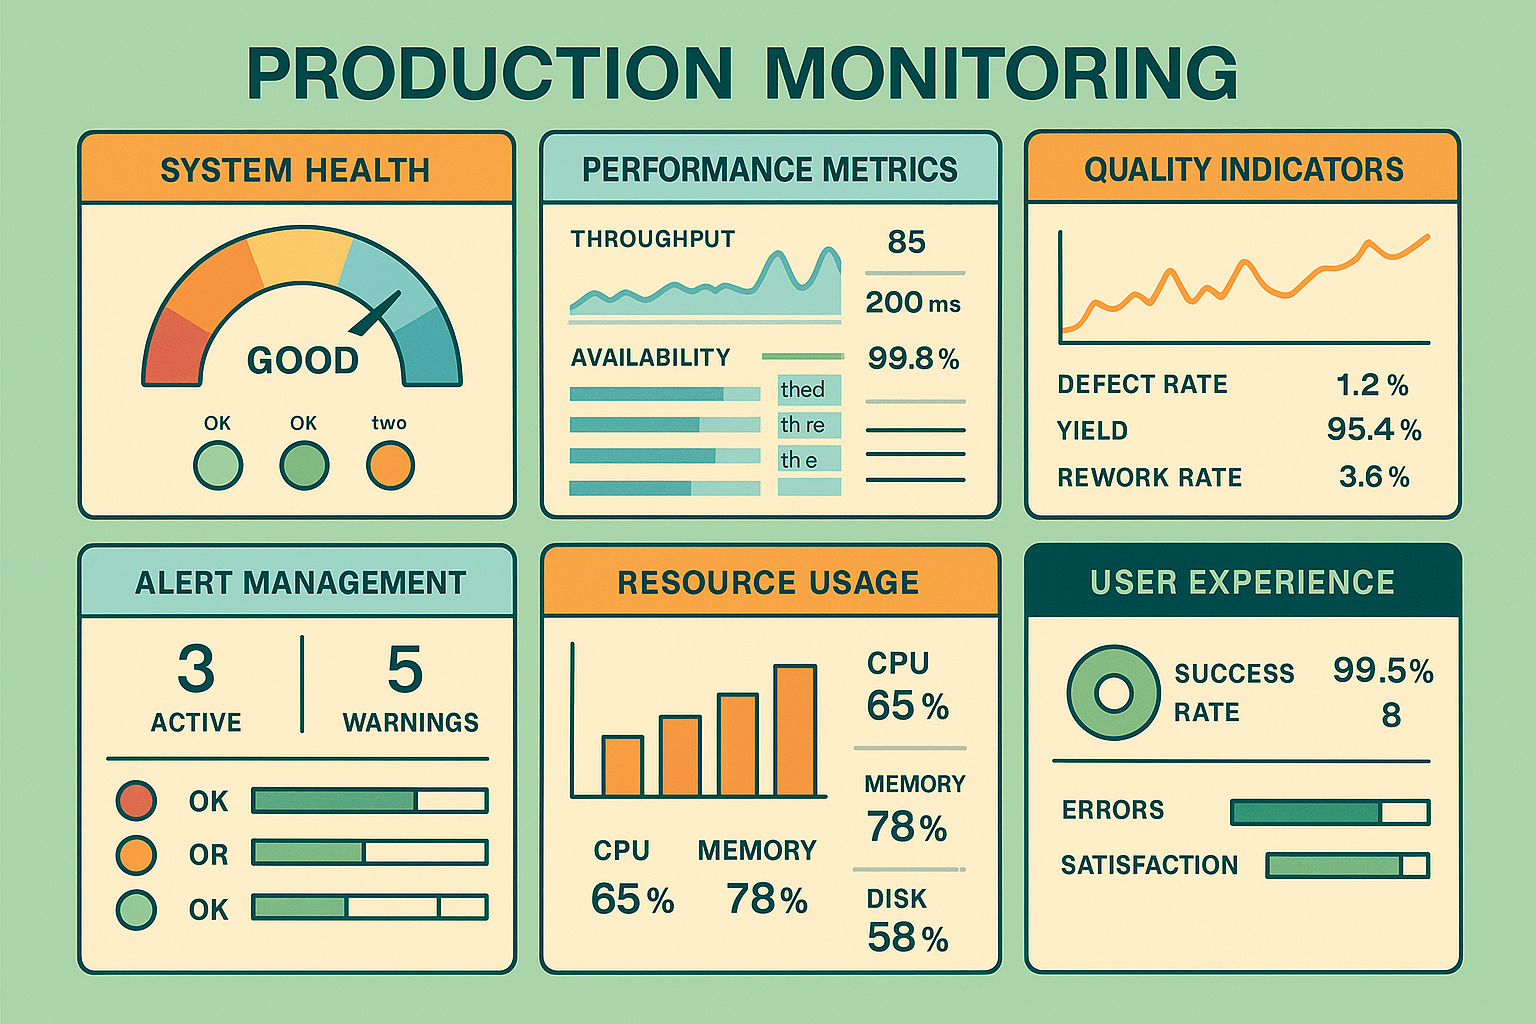 PRODUCTION MONITORING
SYSTEM HEALTH
GOOD
OK OK two
PERFORMANCE METRICS
THROUGHPUT 85
200 ms
AVAILABILITY 99.8%
thed
th re
th e
QUALITY INDICATORS
DEFECT RATE 1.2 %
YIELD 95.4 %
REWORK RATE 3.6 %
ALERT MANAGEMENT
3 5
ACTIVE WARNINGS
OK
OR
OK
RESOURCE USAGE
CPU
65 %
MEMORY
78 %
DISK
58 %
CPU MEMORY
65 % 78 %
USER EXPERIENCE
SUCCESS 99.5%
RATE 8
ERRORS
SATISFACTION